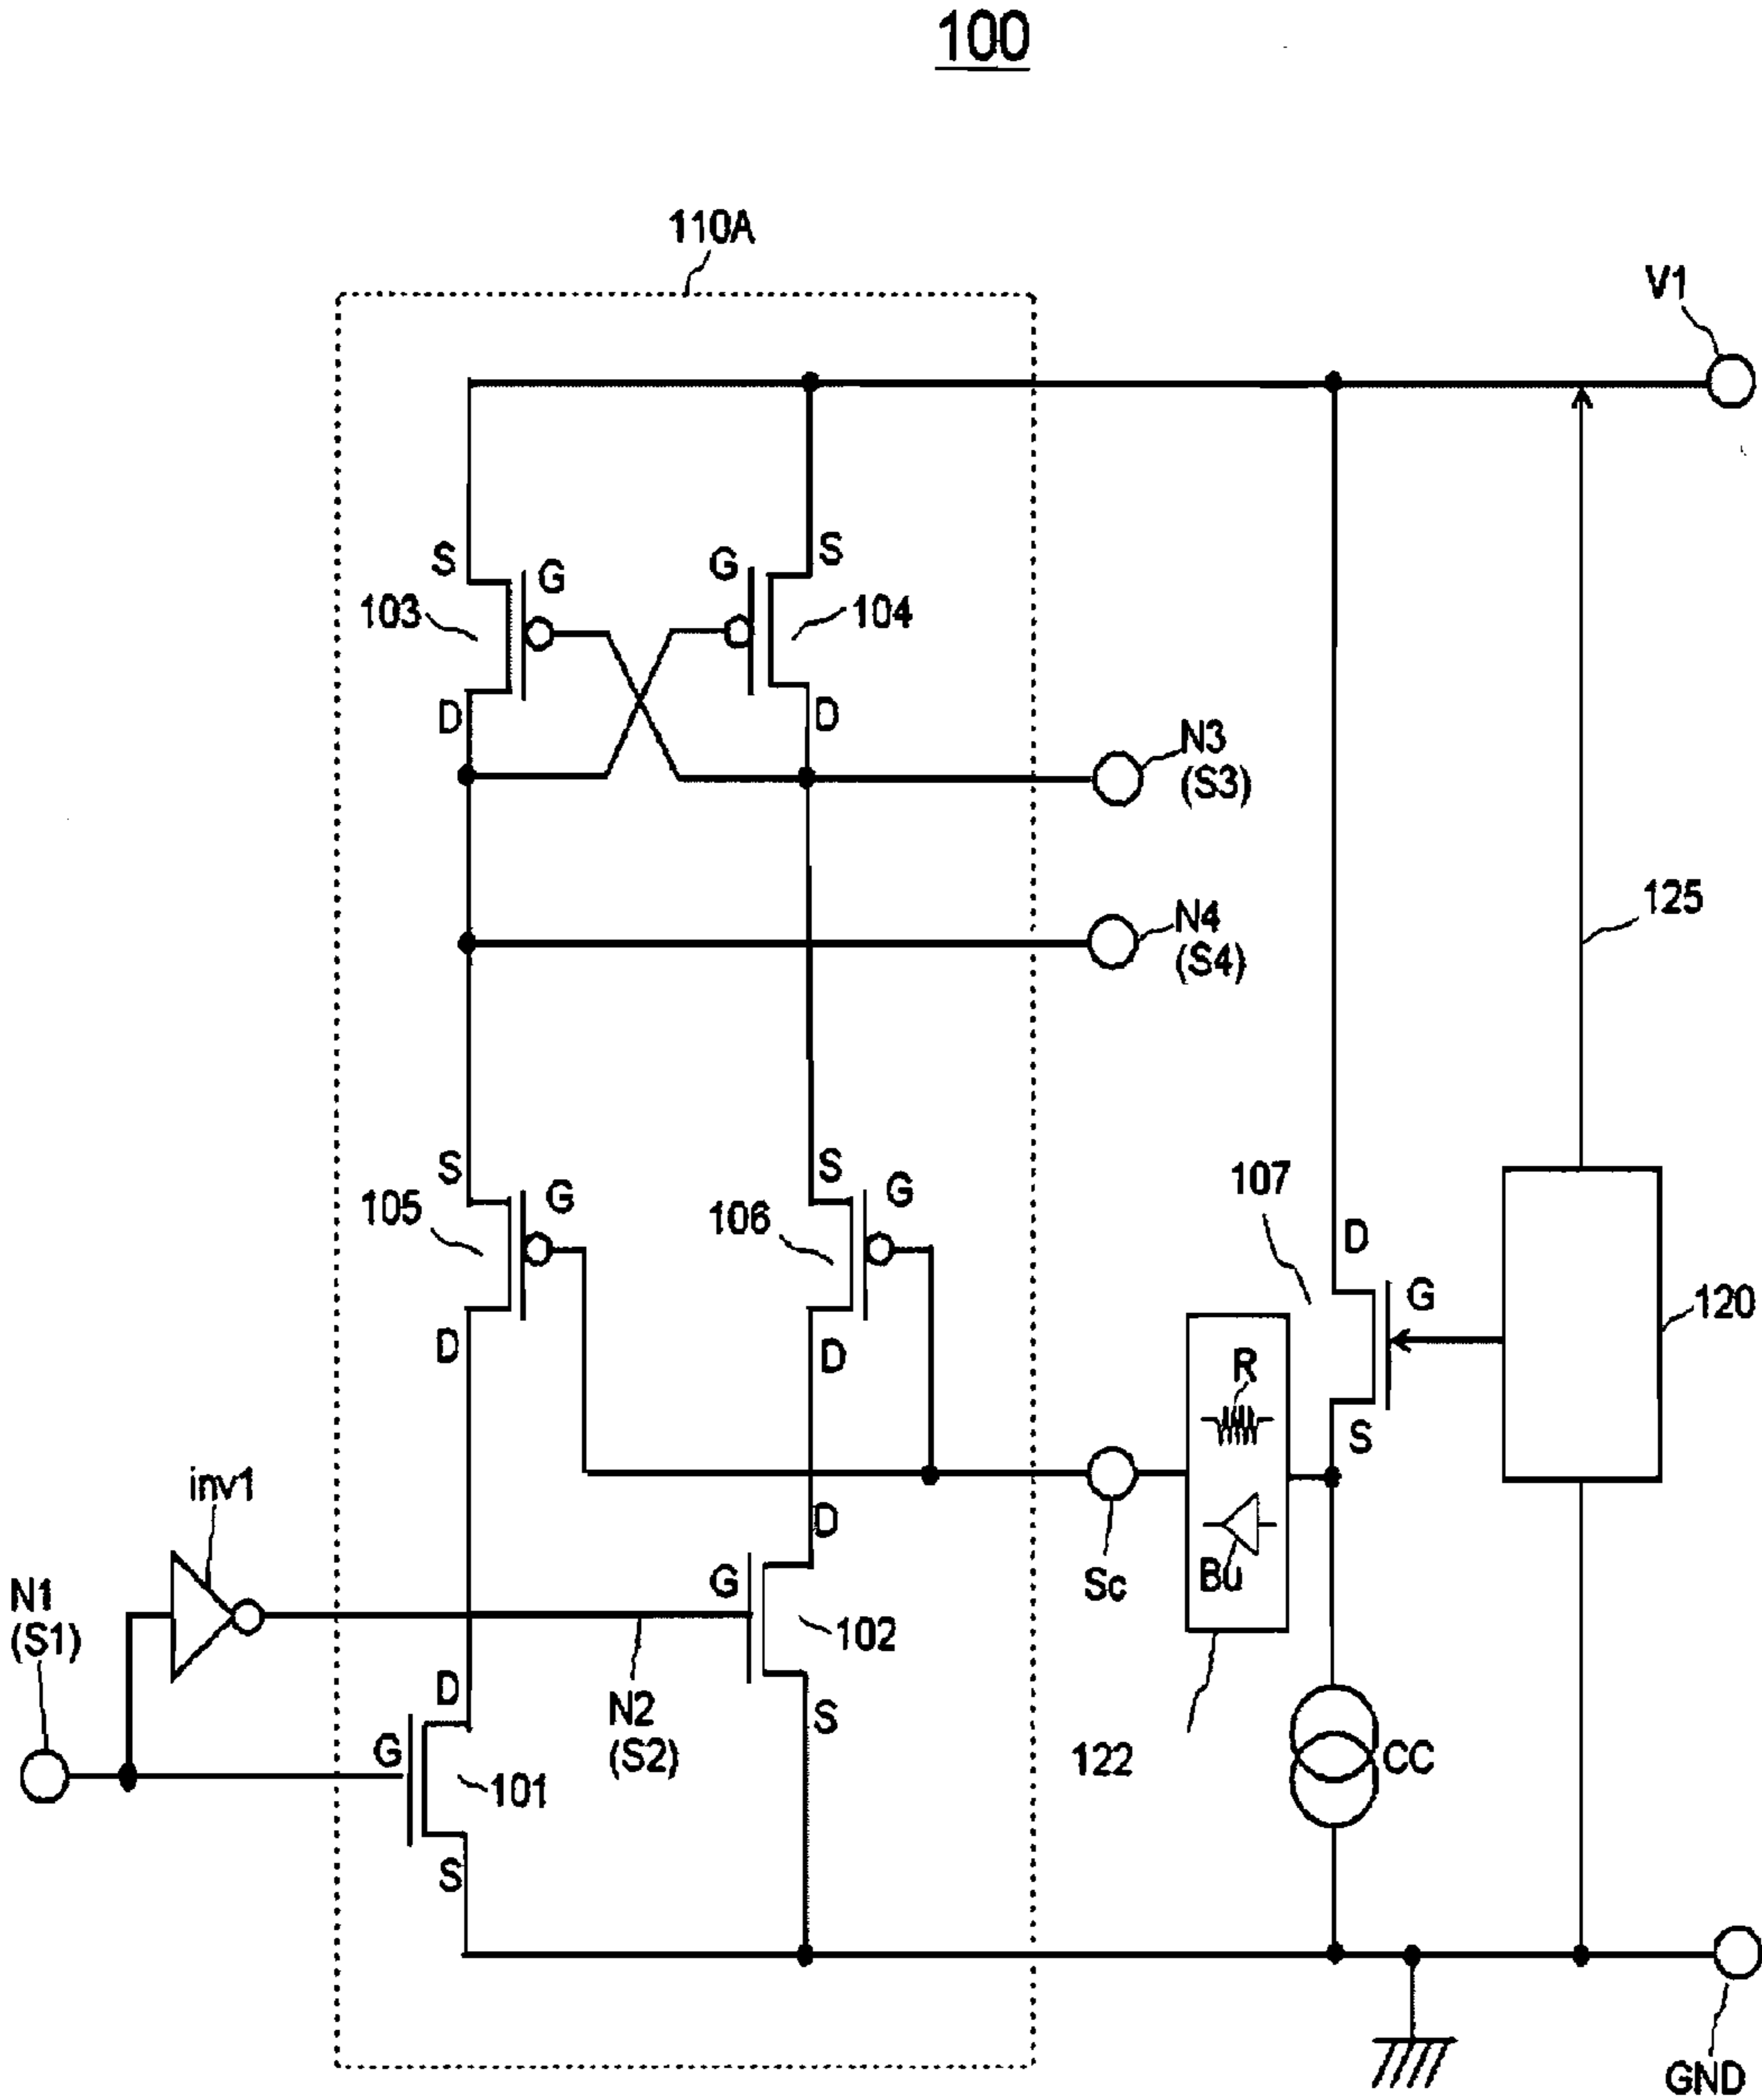 100
110A
V1
S
G
G
S
103
104
D
D
N3
(S3)
N4
(S4)
125
S
G
S
G
105
106
107
D
G
120
D
D
R
S
inv1
D
Sc
Bu
G
N1
(S1)
102
D
N2
(S2)
S
G
101
122
CC
S
GND